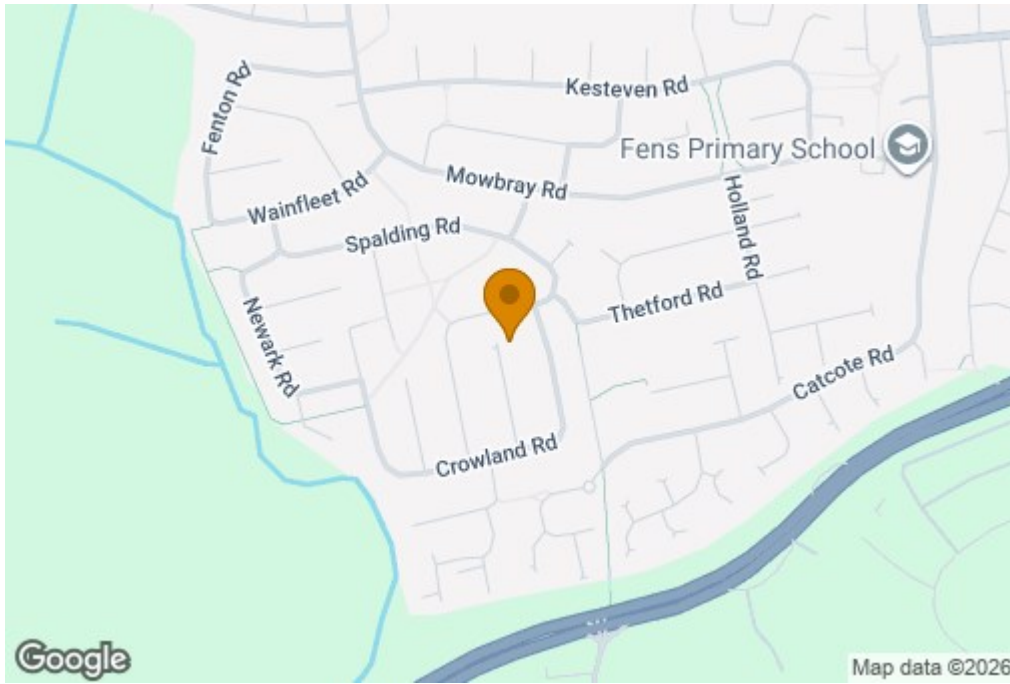 Kesteven Rd
Fenton Rd
Fens Primary School
Mowbray Rd
Wainfleet Rd
Holland Rd
Spalding Rd
Thetford Rd
Newark Rd
Catcote Rd
Crowland Rd
Google
Map data ©2026